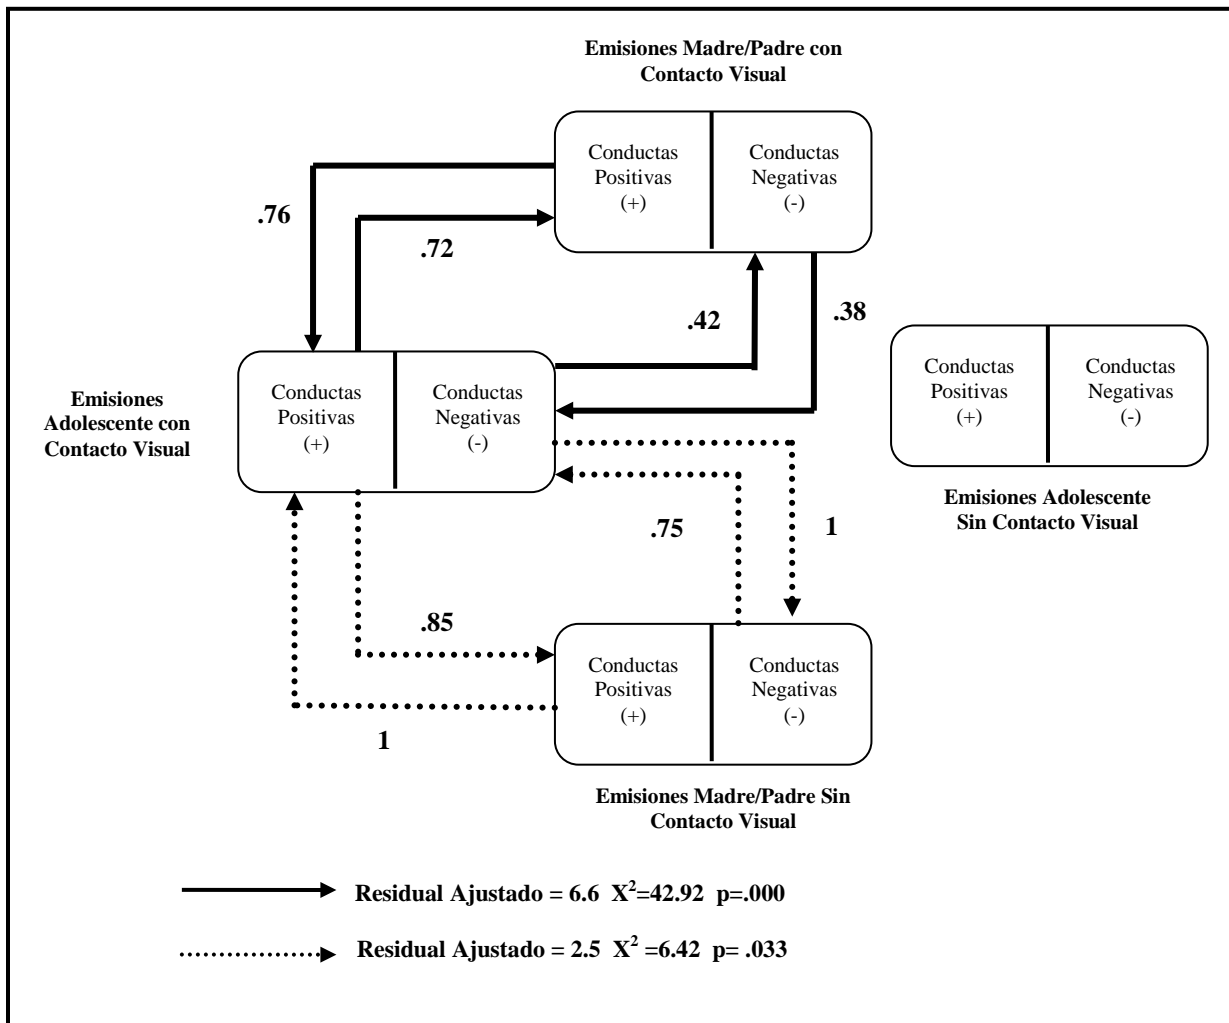 Emisiones Madre/Padre con
Contacto Visual
Conductas
Positivas
(+)
Conductas
Negativas
(-)
.76
.72
.42
.38
Emisiones
Adolescente con
Contacto Visual
Conductas
Positivas
(+)
Conductas
Negativas
(-)
Conductas
Positivas
(+)
Conductas
Negativas
(-)
Emisiones Adolescente
Sin Contacto Visual
.75
1
.85
1
Conductas
Positivas
(+)
Conductas
Negativas
(-)
Emisiones Madre/Padre Sin
Contacto Visual
Residual Ajustado = 6.6 X²=42.92 p=.000
Residual Ajustado = 2.5 X² =6.42 p= .033